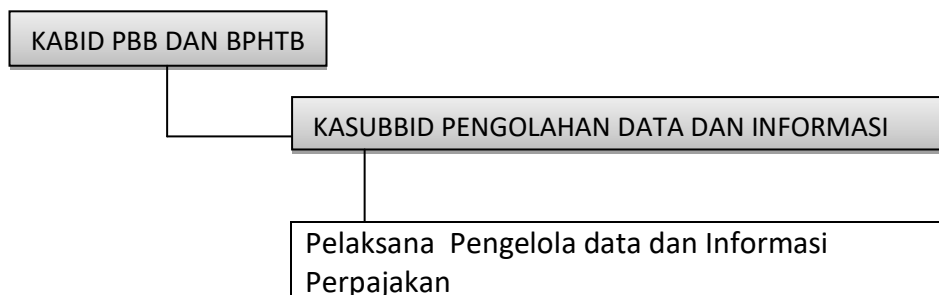 KABID PBB DAN BPHTB
KASUBBID PENGOLAHAN DATA DAN INFORMASI
Pelaksana  Pengelola data dan Informasi
Perpajakan